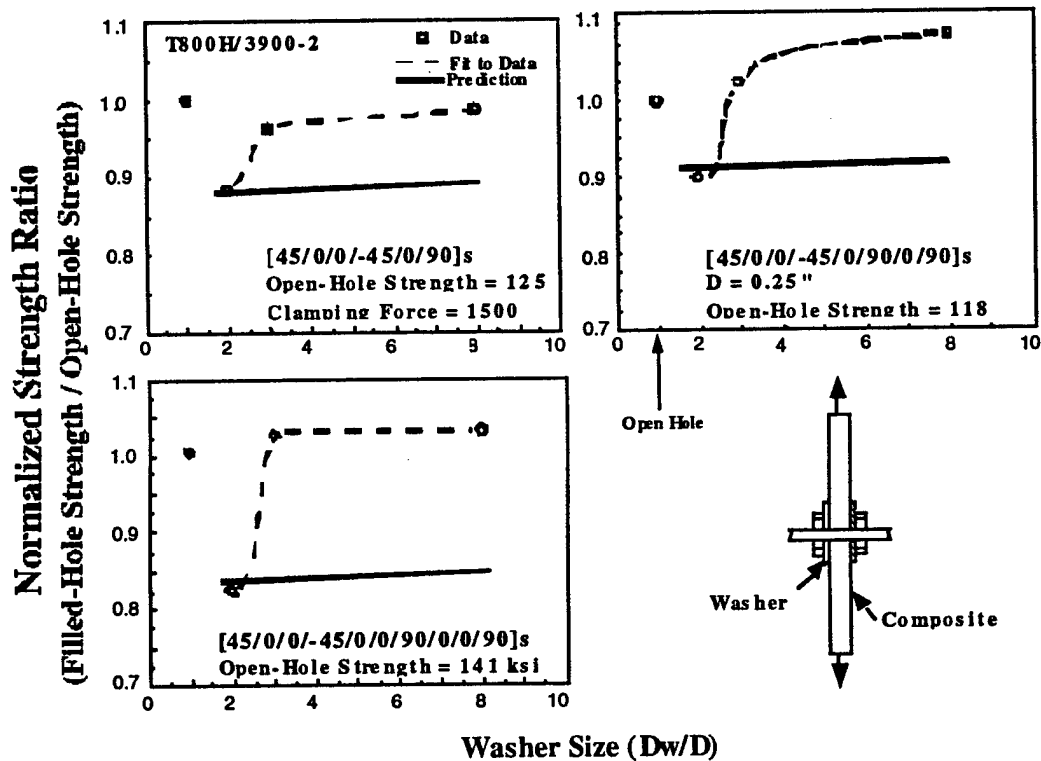 Normalized Strength Ratio
(Filled-Hole Strength / Open-Hole Strength)
1.1
1.0
0.9
0.8
0.7
0
2
4
6
8
10
T800H/3900-2
Data
Fit to Data
Prediction
[45/0/0/-45/0/90]s
Open-Hole Strength = 125
Clamping Force = 1500
1.1
1.0
0.9
0.8
0.7
0
2
4
6
8
10
[45/0/0/-45/0/90/0/90]s
D = 0.25"
Open-Hole Strength = 118
Open Hole
1.1
1.0
0.9
0.8
0.7
0
2
4
6
8
10
[45/0/0/-45/0/0/90/0/0/90]s
Open-Hole Strength = 141 ksi
Washer
Composite
Washer Size (Dw/D)